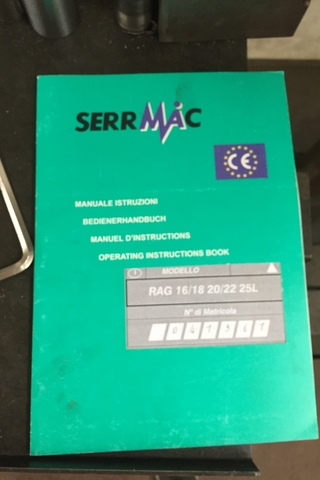 SERRMAC
CE
MANUALE ISTRUZIONI
BEDIENERHANDBUCH
MANUEL D'INSTRUCTIONS
OPERATING INSTRUCTIONS BOOK
MODELLO
RAG 16/18 20/22 25L
N° di Matricola